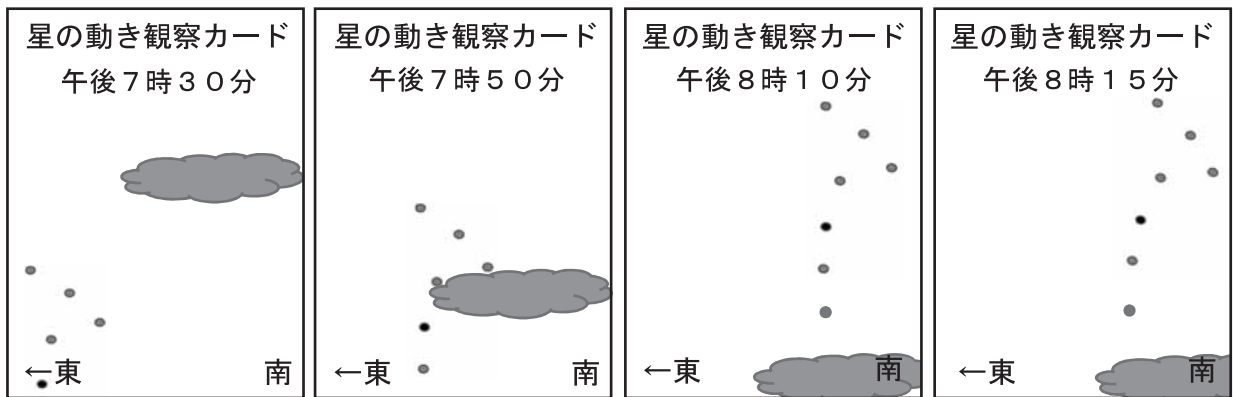 星の動き観察カード
午後７時３０分
←東
南
星の動き観察カード
午後７時５０分
←東
南
星の動き観察カード
午後８時１０分
←東
南
星の動き観察カード
午後８時１５分
←東
南